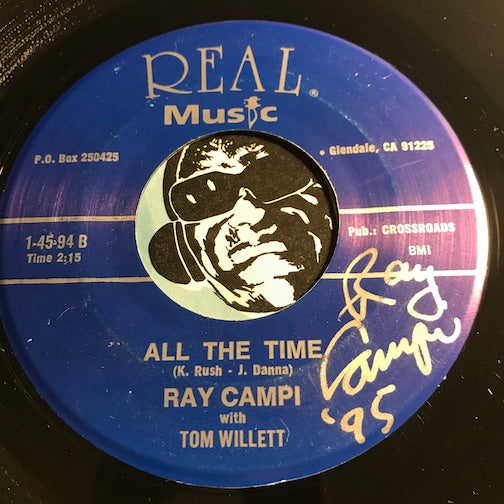 REAL®
Music
P.O. Box 250425
• Glendale, CA 91225
1-45-94 B
Time 2:15
Pub.: CROSSROADS
BMI
ALL THE TIME
(K. Rush - J. Danna)
RAY CAMPI
with
TOM WILLETT
Ray
Campi
'95